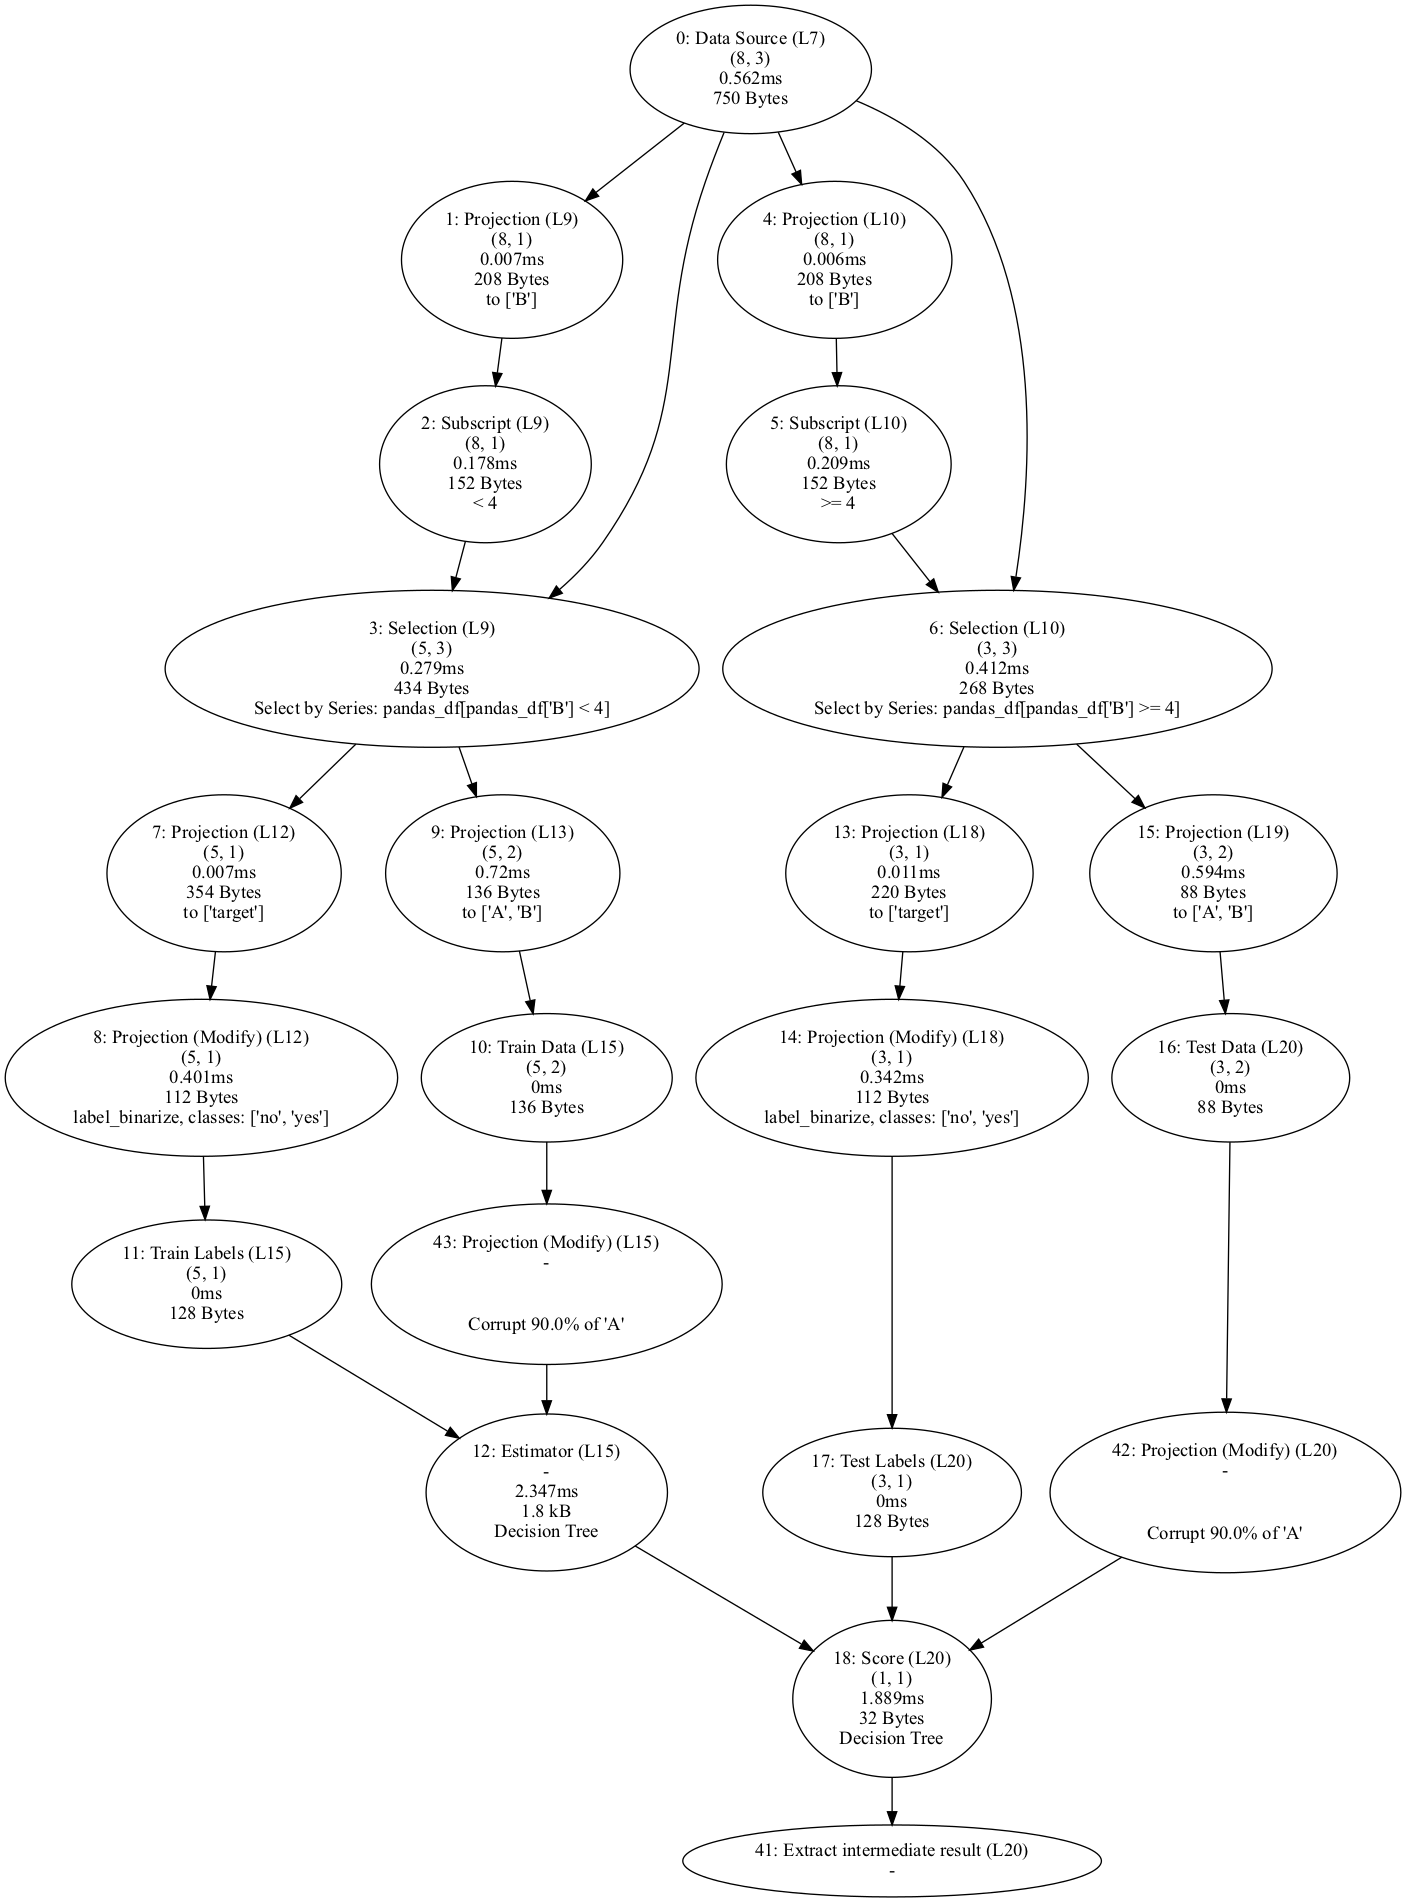 0: Data Source (L7)
(8, 3)
0.562ms
750 Bytes
1: Projection (L9)
(8, 1)
0.007ms
208 Bytes
to ['B']
4: Projection (L10)
(8, 1)
0.006ms
208 Bytes
to ['B']
2: Subscript (L9)
(8, 1)
0.178ms
152 Bytes
< 4
5: Subscript (L10)
(8, 1)
0.209ms
152 Bytes
>= 4
3: Selection (L9)
(5, 3)
0.279ms
434 Bytes
Select by Series: pandas_df[pandas_df['B'] < 4]
6: Selection (L10)
(3, 3)
0.412ms
268 Bytes
Select by Series: pandas_df[pandas_df['B'] >= 4]
7: Projection (L12)
(5, 1)
0.007ms
354 Bytes
to ['target']
9: Projection (L13)
(5, 2)
0.72ms
136 Bytes
to ['A', 'B']
13: Projection (L18)
(3, 1)
0.011ms
220 Bytes
to ['target']
15: Projection (L19)
(3, 2)
0.594ms
88 Bytes
to ['A', 'B']
8: Projection (Modify) (L12)
(5, 1)
0.401ms
112 Bytes
label_binarize, classes: ['no', 'yes']
10: Train Data (L15)
(5, 2)
0ms
136 Bytes
14: Projection (Modify) (L18)
(3, 1)
0.342ms
112 Bytes
label_binarize, classes: ['no', 'yes']
16: Test Data (L20)
(3, 2)
0ms
88 Bytes
11: Train Labels (L15)
(5, 1)
0ms
128 Bytes
43: Projection (Modify) (L15)
-
Corrupt 90.0% of 'A'
12: Estimator (L15)
-
2.347ms
1.8 kB
Decision Tree
17: Test Labels (L20)
(3, 1)
0ms
128 Bytes
42: Projection (Modify) (L20)
-
Corrupt 90.0% of 'A'
18: Score (L20)
(1, 1)
1.889ms
32 Bytes
Decision Tree
41: Extract intermediate result (L20)
-